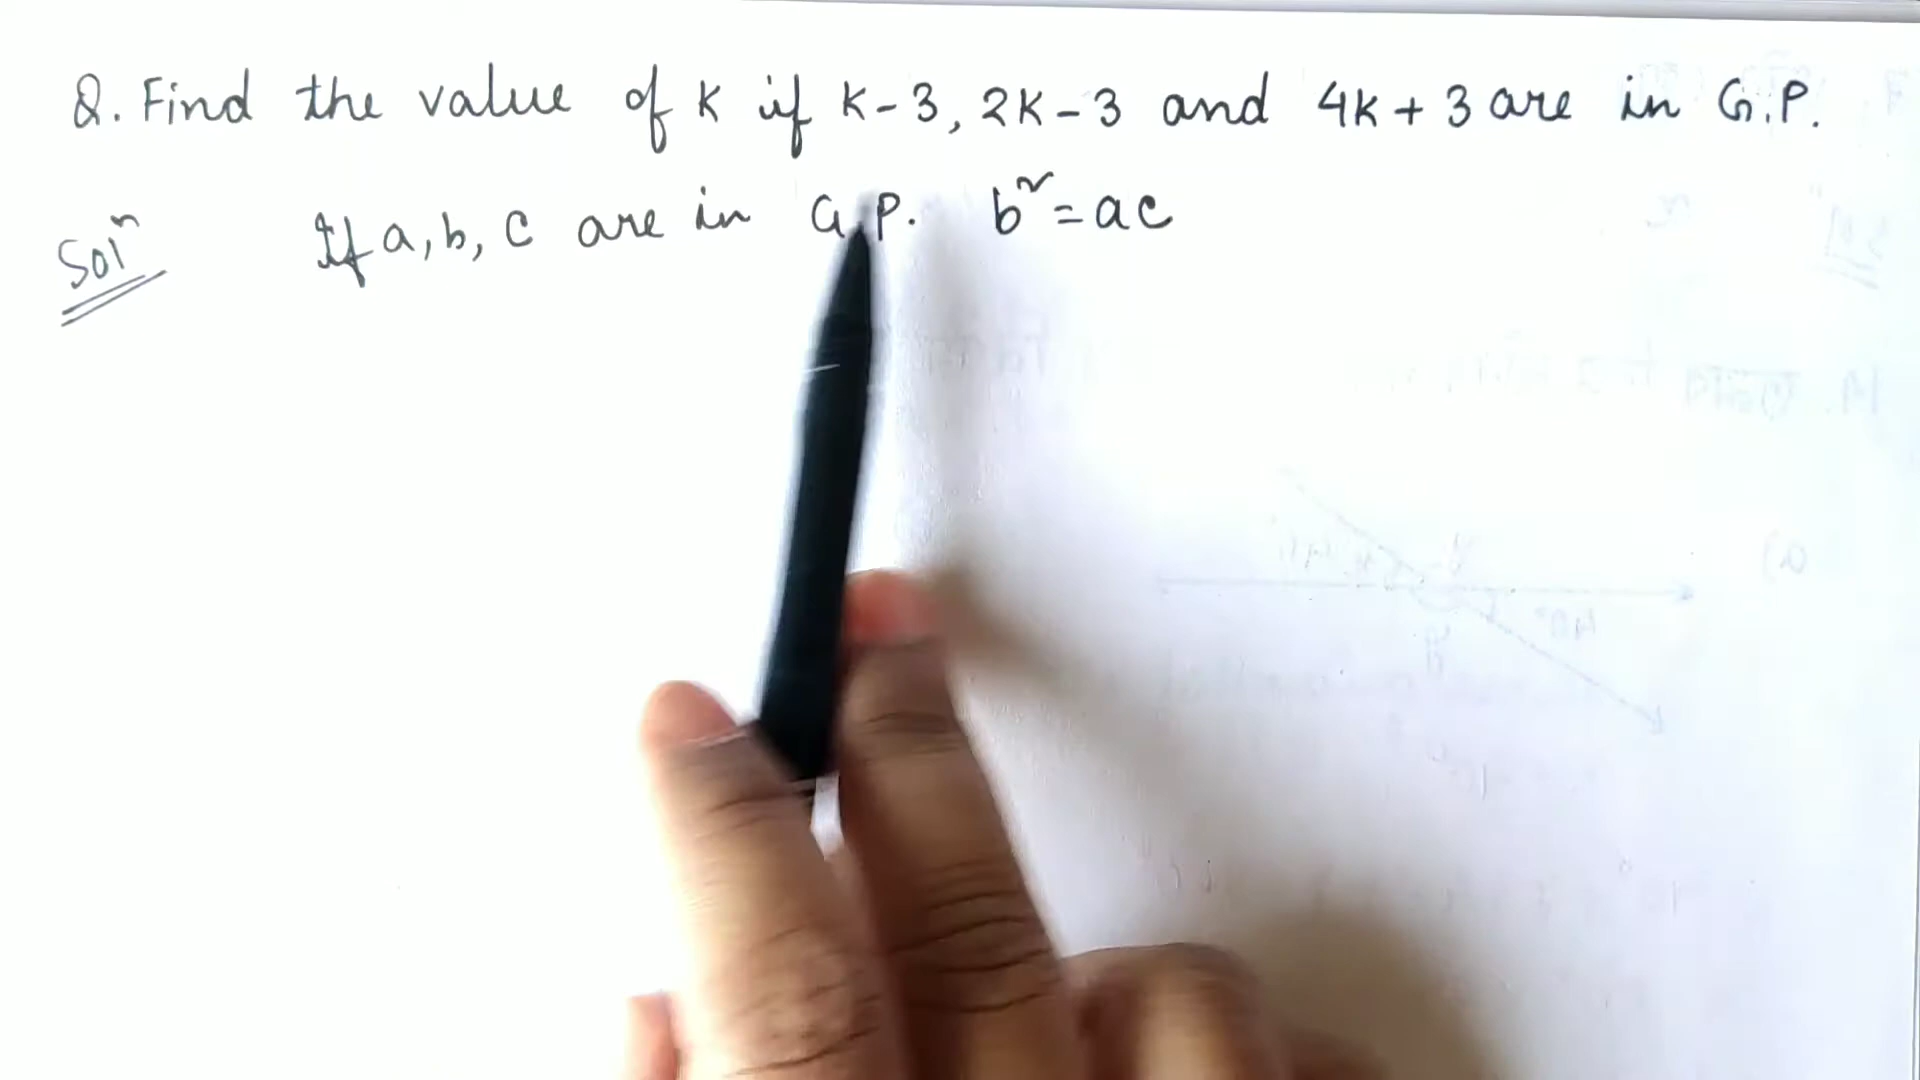 Q. Find the value of K if K-3, 2K-3 and 4K+3 are in G.P.
Solⁿ If a, b, c are in G.P. b² = ac